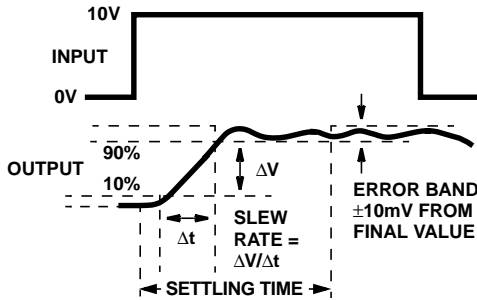 10V
INPUT
0V
OUTPUT
90%
10%
ΔV
Δt
SLEW
RATE =
ΔV/Δt
ERROR BAND
±10mV FROM
FINAL VALUE
SETTLING TIME